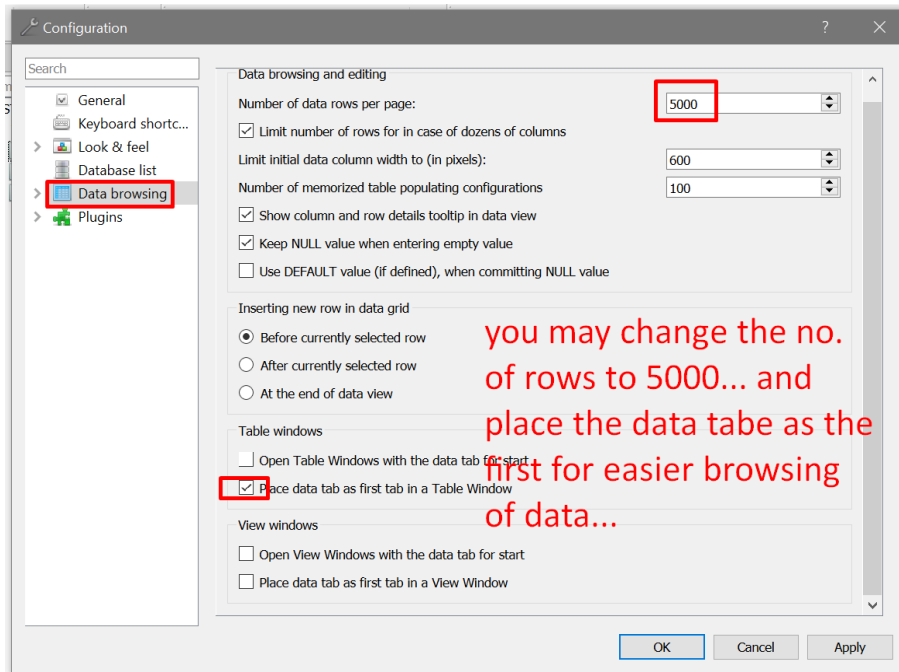 Configuration
?
Search
General
Keyboard shortc...
Look & feel
Database list
Data browsing
Plugins
Data browsing and editing
Number of data rows per page:
5000
Limit number of rows for in case of dozens of columns
Limit initial data column width to (in pixels):
600
Number of memorized table populating configurations
100
Show column and row details tooltip in data view
Keep NULL value when entering empty value
Use DEFAULT value (if defined), when committing NULL value
Inserting new row in data grid
Before currently selected row
After currently selected row
At the end of data view
you may change the no.
of rows to 5000... and
place the data tabe as the
first for easier browsing
of data...
Table windows
Open Table Windows with the data tab for start
Place data tab as first tab in a Table Window
View windows
Open View Windows with the data tab for start
Place data tab as first tab in a View Window
OK
Cancel
Apply